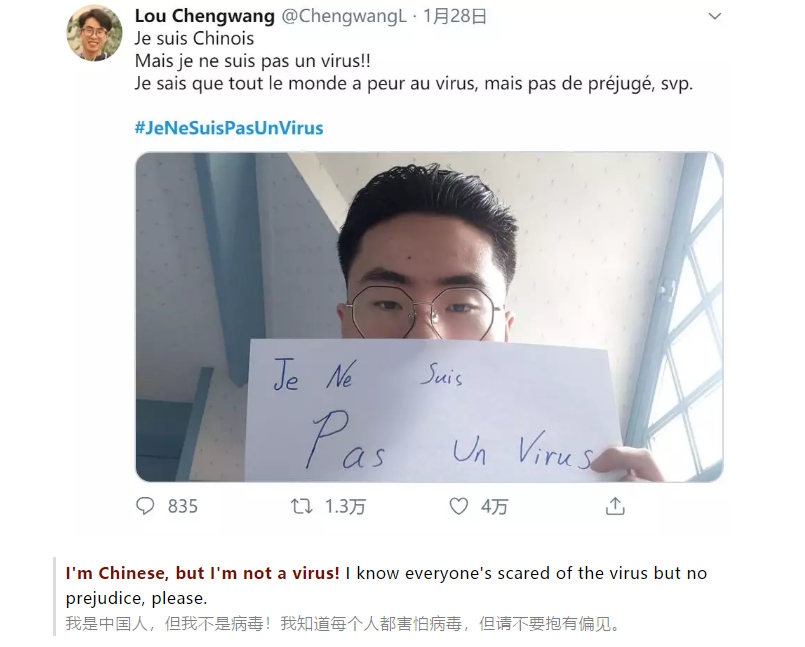 Lou Chengwang @ChengwangL · 1月28日
Je suis Chinois
Mais je ne suis pas un virus!!
Je sais que tout le monde a peur au virus, mais pas de préjugé, svp.
#JeNeSuisPasUnVirus
Je Ne Suis
Pas Un Virus
835 1.3万 4万
I'm Chinese, but I'm not a virus! I know everyone's scared of the virus but no
prejudice, please.
我是中国人，但我不是病毒！我知道每个人都害怕病毒，但请不要抱有偏见。